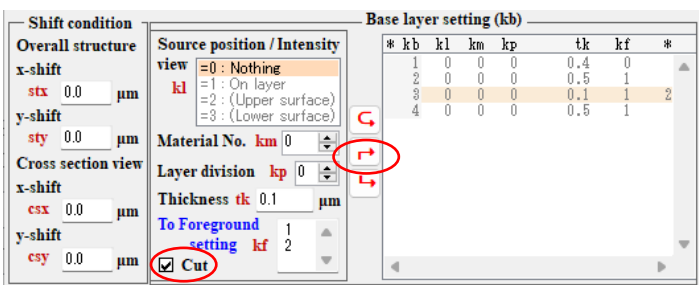 Shift condition
Overall structure
x-shift
stx 0.0 μm
y-shift
sty 0.0 μm
Cross section view
x-shift
csx 0.0 μm
y-shift
csy 0.0 μm
Source position / Intensity
view
kl
=0 : Nothing
=1 : On layer
=2 : (Upper surface)
=3 : (Lower surface)
Material No. km 0
Layer division kp 0
Thickness tk 0.1 μm
To Foreground
setting kf
1
2
Cut
Base layer setting (kb)
* kb kl km kp tk kf *
1 0 0 0 0.4 0
2 0 0 0 0.5 1
3 0 0 0 0.1 1 2
4 0 0 0 0.5 1